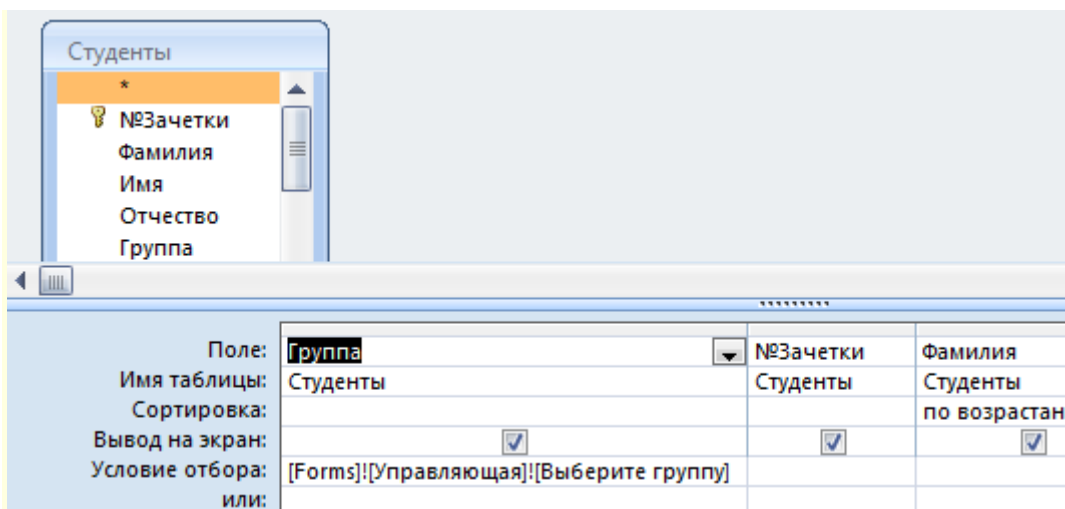 Студенты
*
№Зачетки
Фамилия
Имя
Отчество
Группа
Поле: Группа №Зачетки Фамилия
Имя таблицы: Студенты Студенты Студенты
Сортировка: по возрастан
Вывод на экран:
Условие отбора: [Forms]![Управляющая]![Выберите группу]
или: